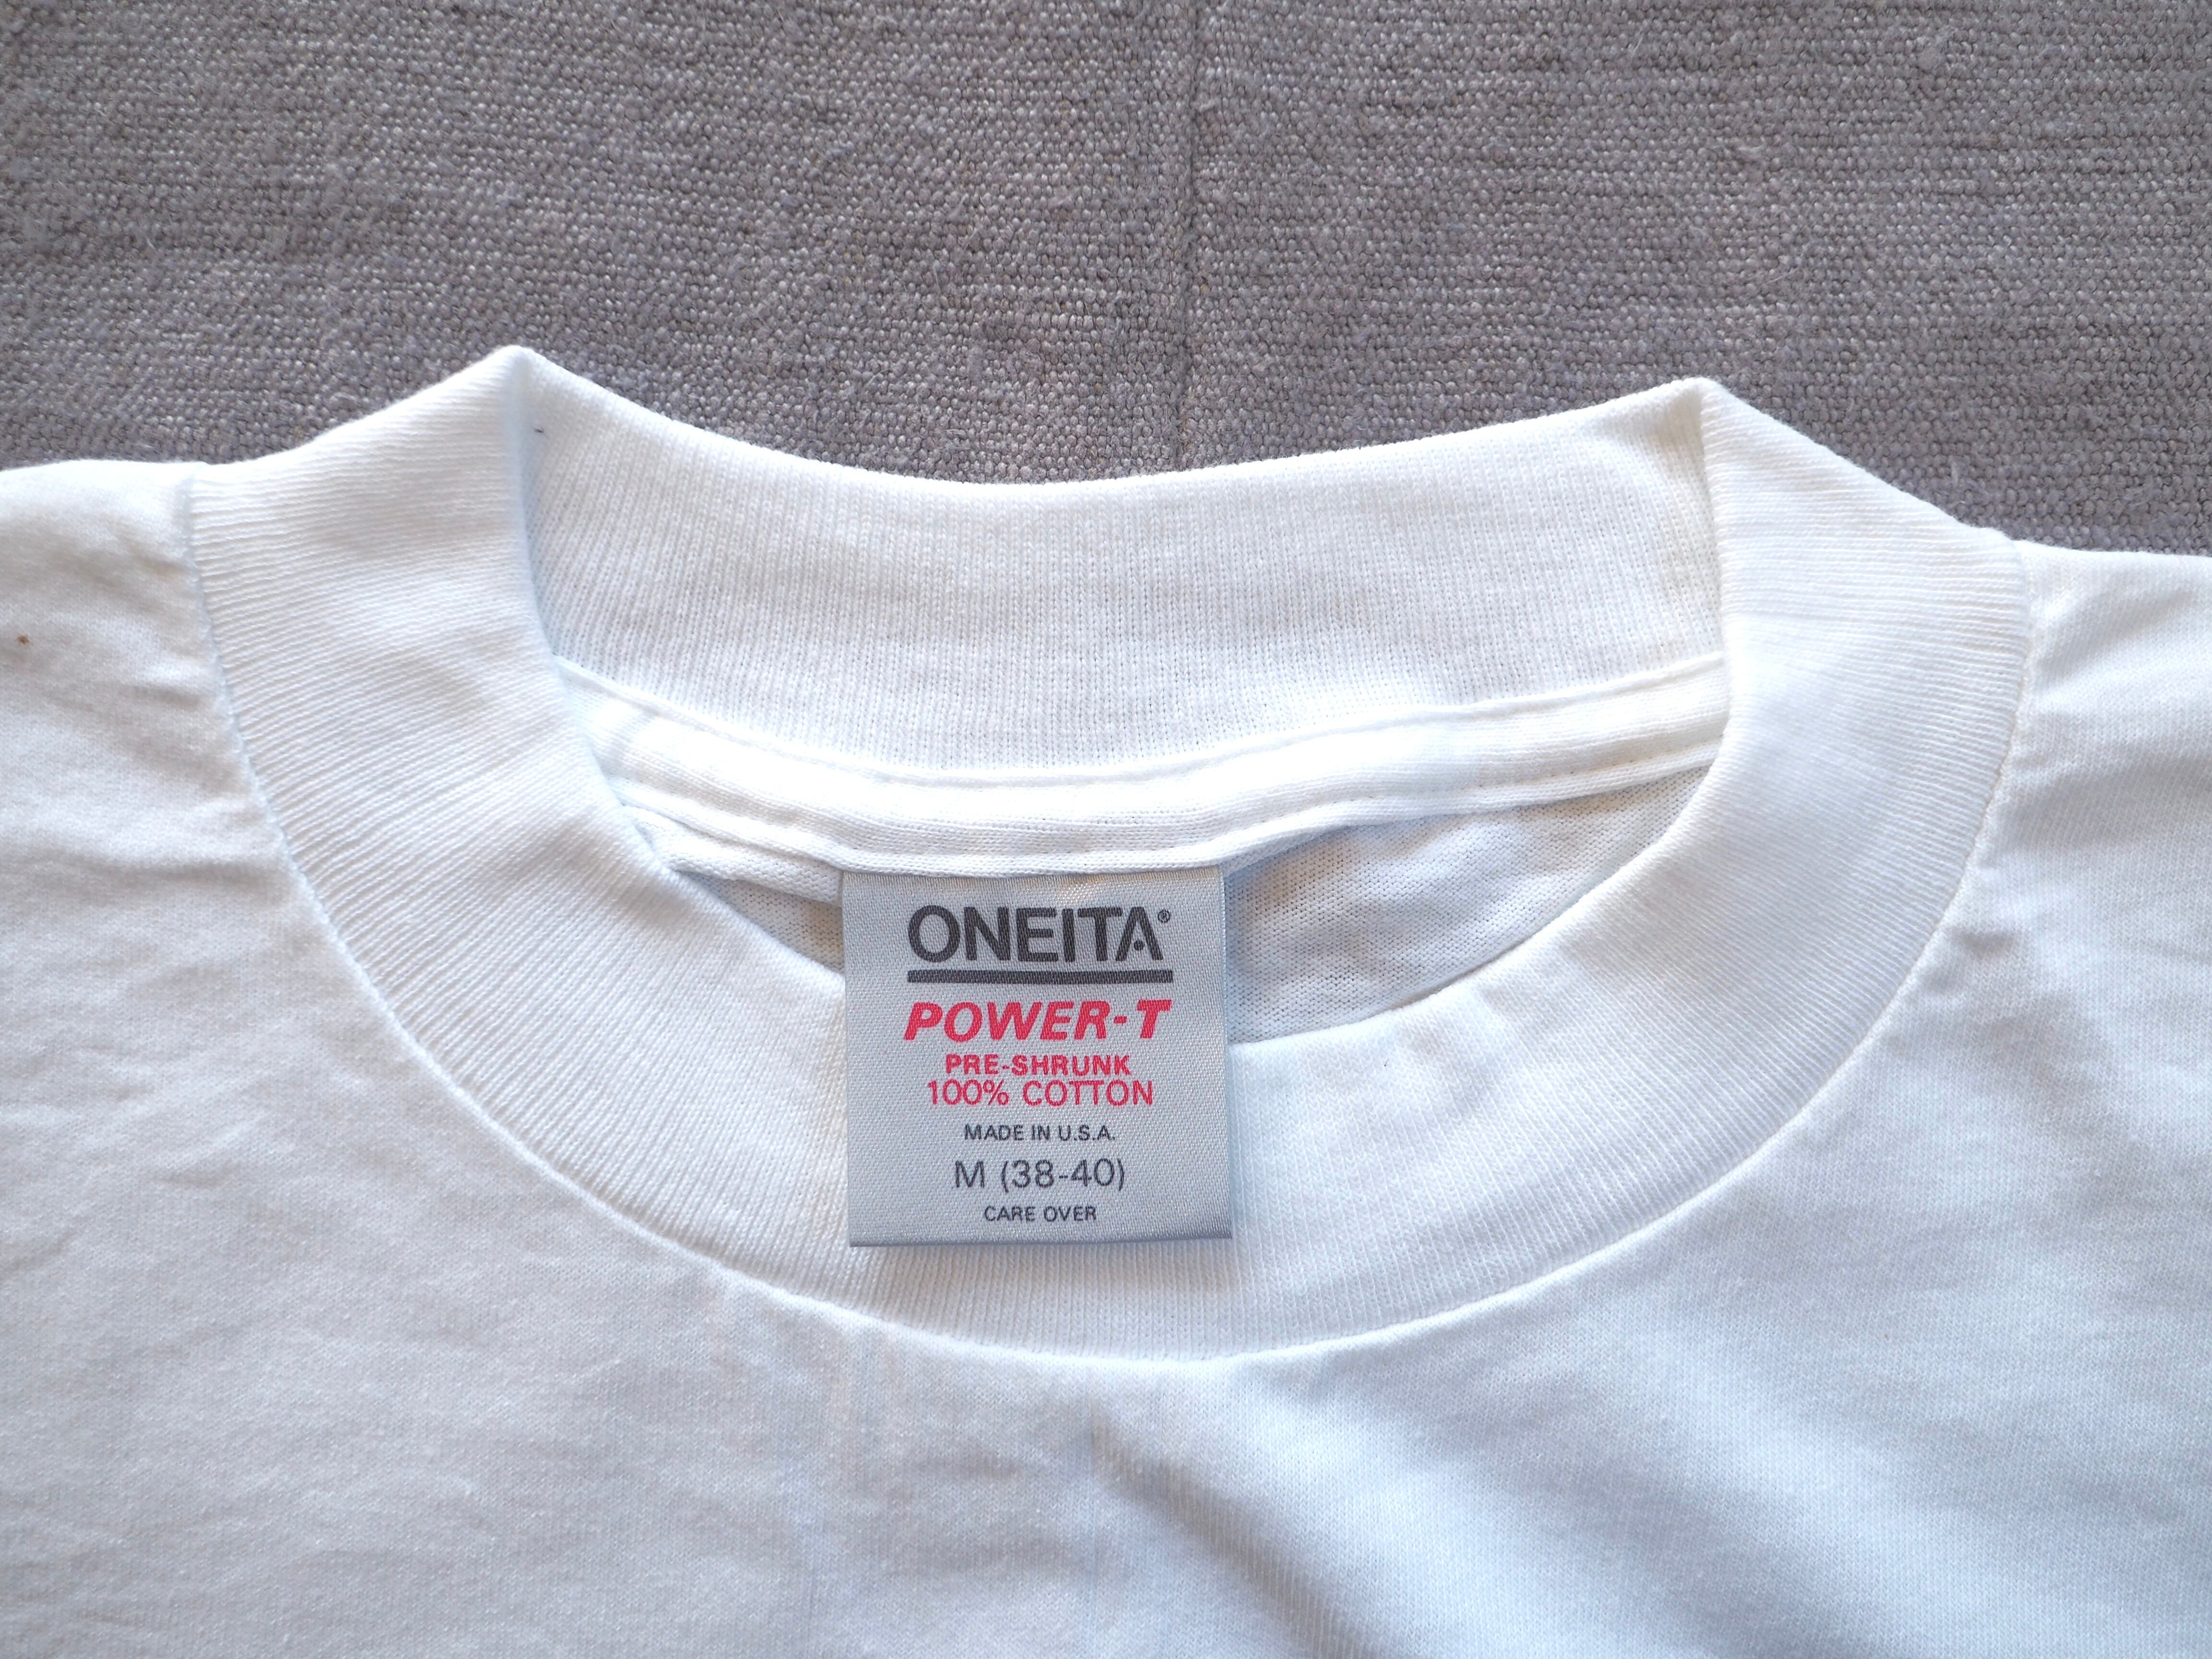 ONEITA®
POWER-T
PRE-SHRUNK
100% COTTON
MADE IN U.S.A.
M (38-40)
CARE OVER